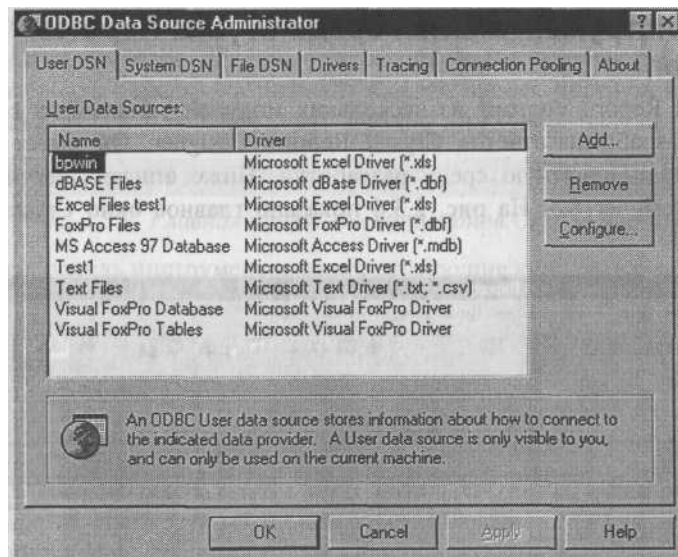 ODBC Data Source Administrator
User DSN System DSN File DSN Drivers Tracing Connection Pooling About
User Data Sources:
Name Driver
bpwin Microsoft Excel Driver (*.xls)
dBASE Files Microsoft dBase Driver (*.dbf)
Excel Files test1 Microsoft Excel Driver (*.xls)
FoxPro Files Microsoft FoxPro Driver (*.dbf)
MS Access 97 Database Microsoft Access Driver (*.mdb)
Test1 Microsoft Excel Driver (*.xls)
Text Files Microsoft Text Driver (*.txt; *.csv)
Visual FoxPro Database Microsoft Visual FoxPro Driver
Visual FoxPro Tables Microsoft Visual FoxPro Driver
Add...
Remove
Configure...
An ODBC User data source stores information about how to connect to
the indicated data provider. A User data source is only visible to you,
and can only be used on the current machine.
OK Cancel Apply Help